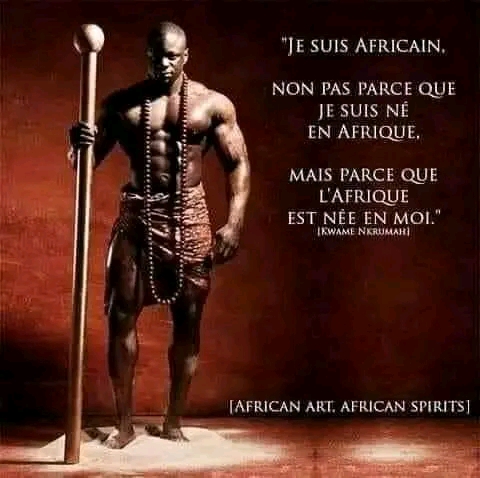 "Je suis Africain,
non pas parce que
je suis né
en Afrique,
mais parce que
l'Afrique
est nêe en moi."
[Kwame Nkrumah]
[African art, african spirits]